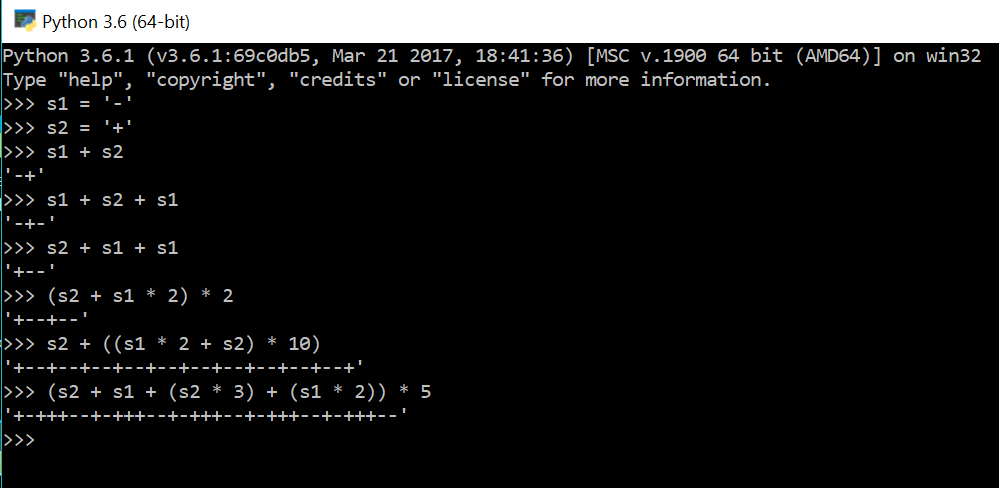 Python 3.6 (64-bit)
Python 3.6.1 (v3.6.1:69c0db5, Mar 21 2017, 18:41:36) [MSC v.1900 64 bit (AMD64)] on win32
Type "help", "copyright", "credits" or "license" for more information.
>>> s1 = '-'
>>> s2 = '+'
>>> s1 + s2
'-+'
>>> s1 + s2 + s1
'-+-'
>>> s2 + s1 + s1
'+--'
>>> (s2 + s1 * 2) * 2
'+--+--'
>>> s2 + ((s1 * 2 + s2) * 10)
'+--+--+--+--+--+--+--+--+--+--+'
>>> (s2 + s1 + (s2 * 3) + (s1 * 2)) * 5
'+-+++--+-+++--+-+++--+-+++--+-+++--'
>>>